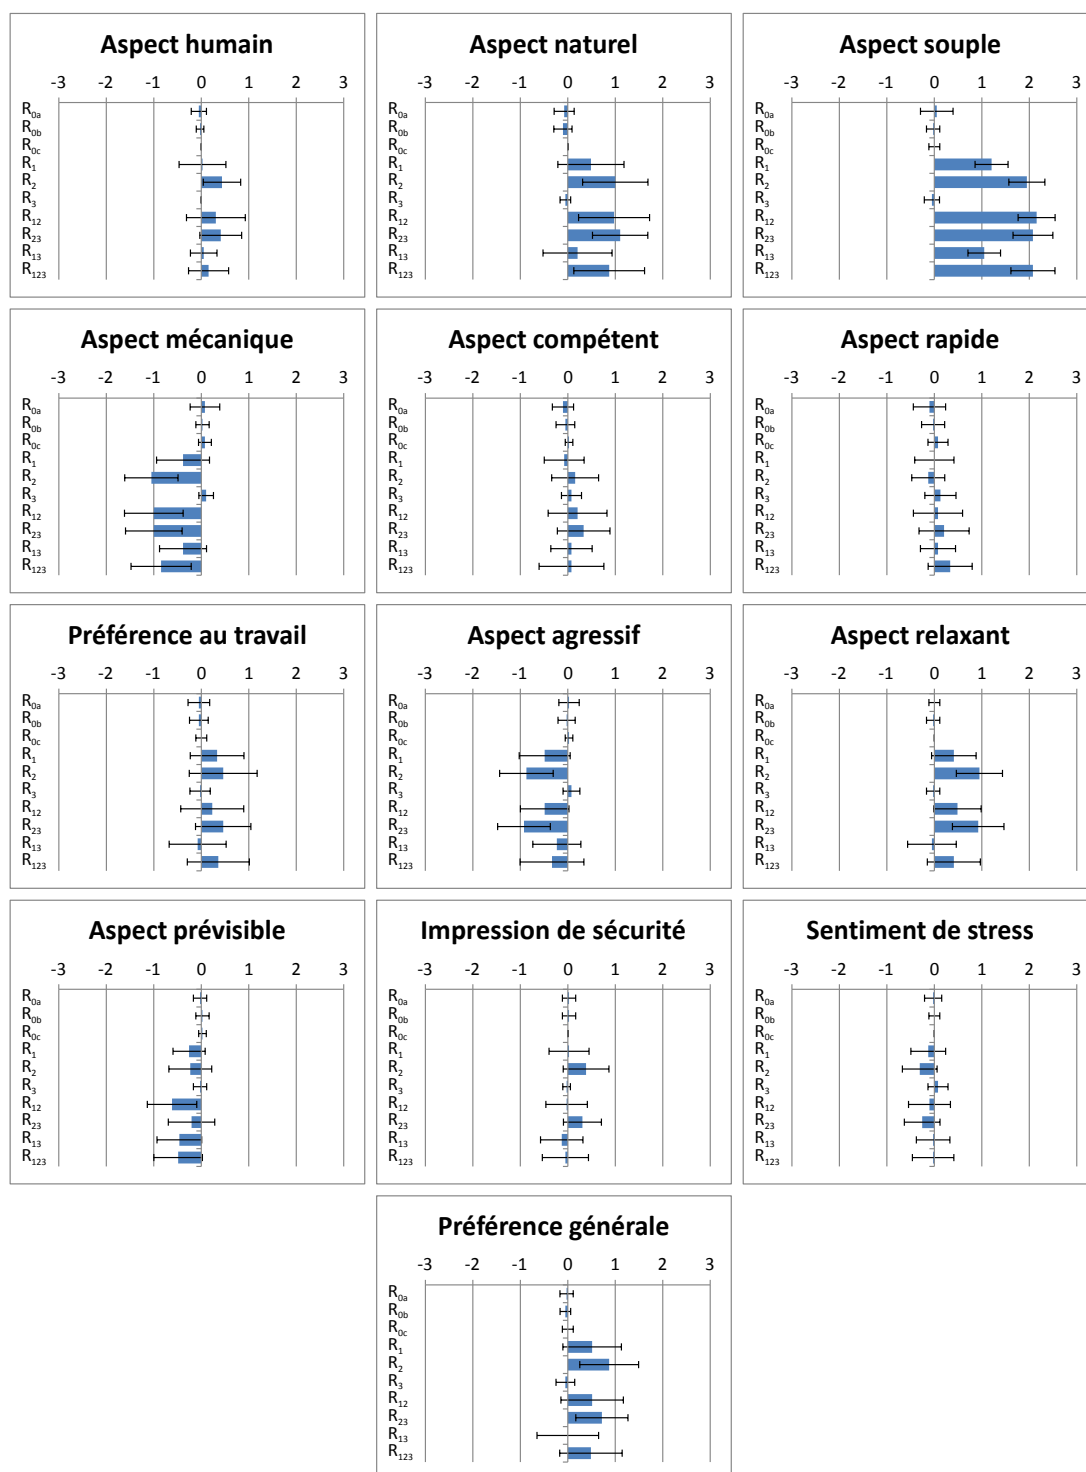 Aspect humain
-3 -2 -1 0 1 2 3
R0a
R0b
R0c
R1
R2
R3
R12
R23
R13
R123
Aspect naturel
-3 -2 -1 0 1 2 3
R0a
R0b
R0c
R1
R2
R3
R12
R23
R13
R123
Aspect souple
-3 -2 -1 0 1 2 3
R0a
R0b
R0c
R1
R2
R3
R12
R23
R13
R123
Aspect mécanique
-3 -2 -1 0 1 2 3
R0a
R0b
R0c
R1
R2
R3
R12
R23
R13
R123
Aspect compétent
-3 -2 -1 0 1 2 3
R0a
R0b
R0c
R1
R2
R3
R12
R23
R13
R123
Aspect rapide
-3 -2 -1 0 1 2 3
R0a
R0b
R0c
R1
R2
R3
R12
R23
R13
R123
Préférence au travail
-3 -2 -1 0 1 2 3
R0a
R0b
R0c
R1
R2
R3
R12
R23
R13
R123
Aspect agressif
-3 -2 -1 0 1 2 3
R0a
R0b
R0c
R1
R2
R3
R12
R23
R13
R123
Aspect relaxant
-3 -2 -1 0 1 2 3
R0a
R0b
R0c
R1
R2
R3
R12
R23
R13
R123
Aspect prévisible
-3 -2 -1 0 1 2 3
R0a
R0b
R0c
R1
R2
R3
R12
R23
R13
R123
Impression de sécurité
-3 -2 -1 0 1 2 3
R0a
R0b
R0c
R1
R2
R3
R12
R23
R13
R123
Sentiment de stress
-3 -2 -1 0 1 2 3
R0a
R0b
R0c
R1
R2
R3
R12
R23
R13
R123
Préférence générale
-3 -2 -1 0 1 2 3
R0a
R0b
R0c
R1
R2
R3
R12
R23
R13
R123